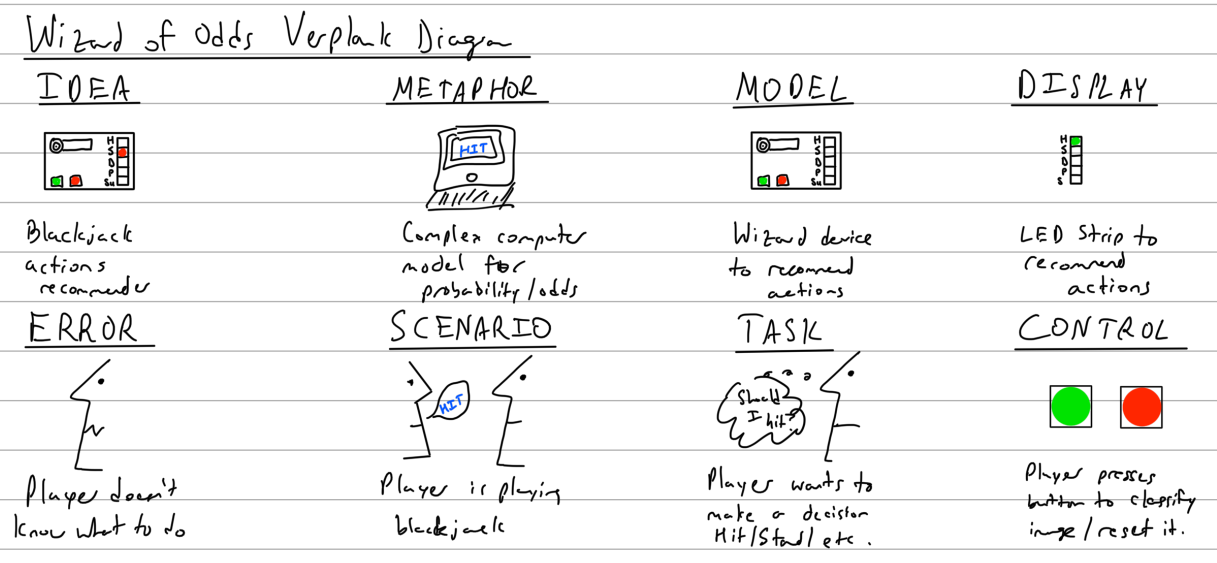 Wizard of Odds Verplank Diagram
IDEA
METAPHOR
MODEL
DISPLAY
H
S
D
P
Su
HIT
H
S
D
P
Su
H
S
D
P
S
Blackjack
actions
recommender
Complex computer
model for
probability/odds
Wizard device
to recommend
actions
LED Strip to
recommend
actions
ERROR
SCENARIO
TASK
CONTROL
HIT
Should
I hit?
Player doesn't
know what to do
Player is playing
blackjack
Player wants to
make a decision
Hit/Stand/etc.
Player presses
button to classify
image/reset it.